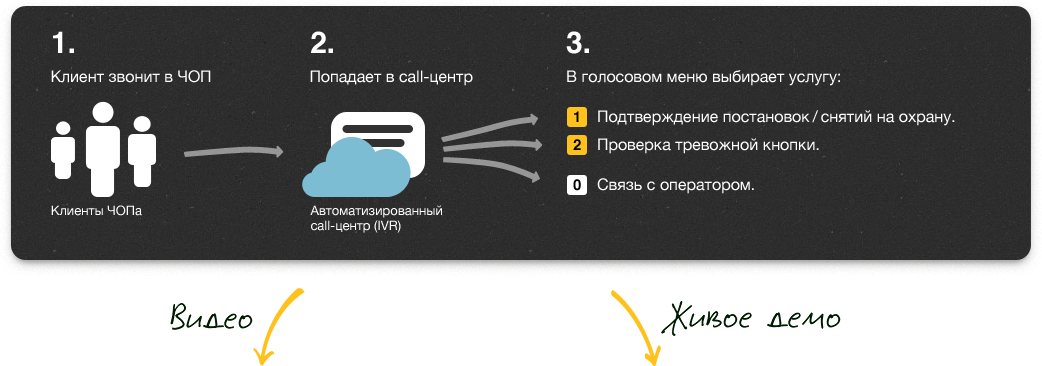 1.
Клиент звонит в ЧОП
Клиенты ЧОПа
2.
Попадает в call-центр
Автоматизированный
call-центр (IVR)
3.
В голосовом меню выбирает услугу:
1 Подтверждение постановок / снятий на охрану.
2 Проверка тревожной кнопки.
0 Связь с оператором.
Видео
Живое демо